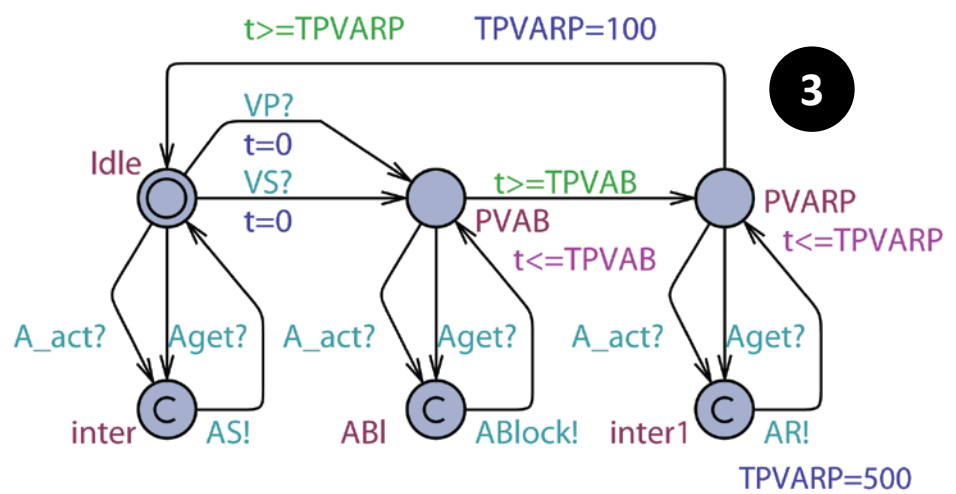 t>=TPVARP TPVARP=100
3
VP?
t=0
Idle
VS?
t>=TPVAB
t=0
PVAB
PVARP
t<=TPVAB
t<=TPVARP
A_act? Aget? A_act? Aget? A_act? Aget?
C C C
inter AS! ABl ABlock! inter1 AR!
TPVARP=500